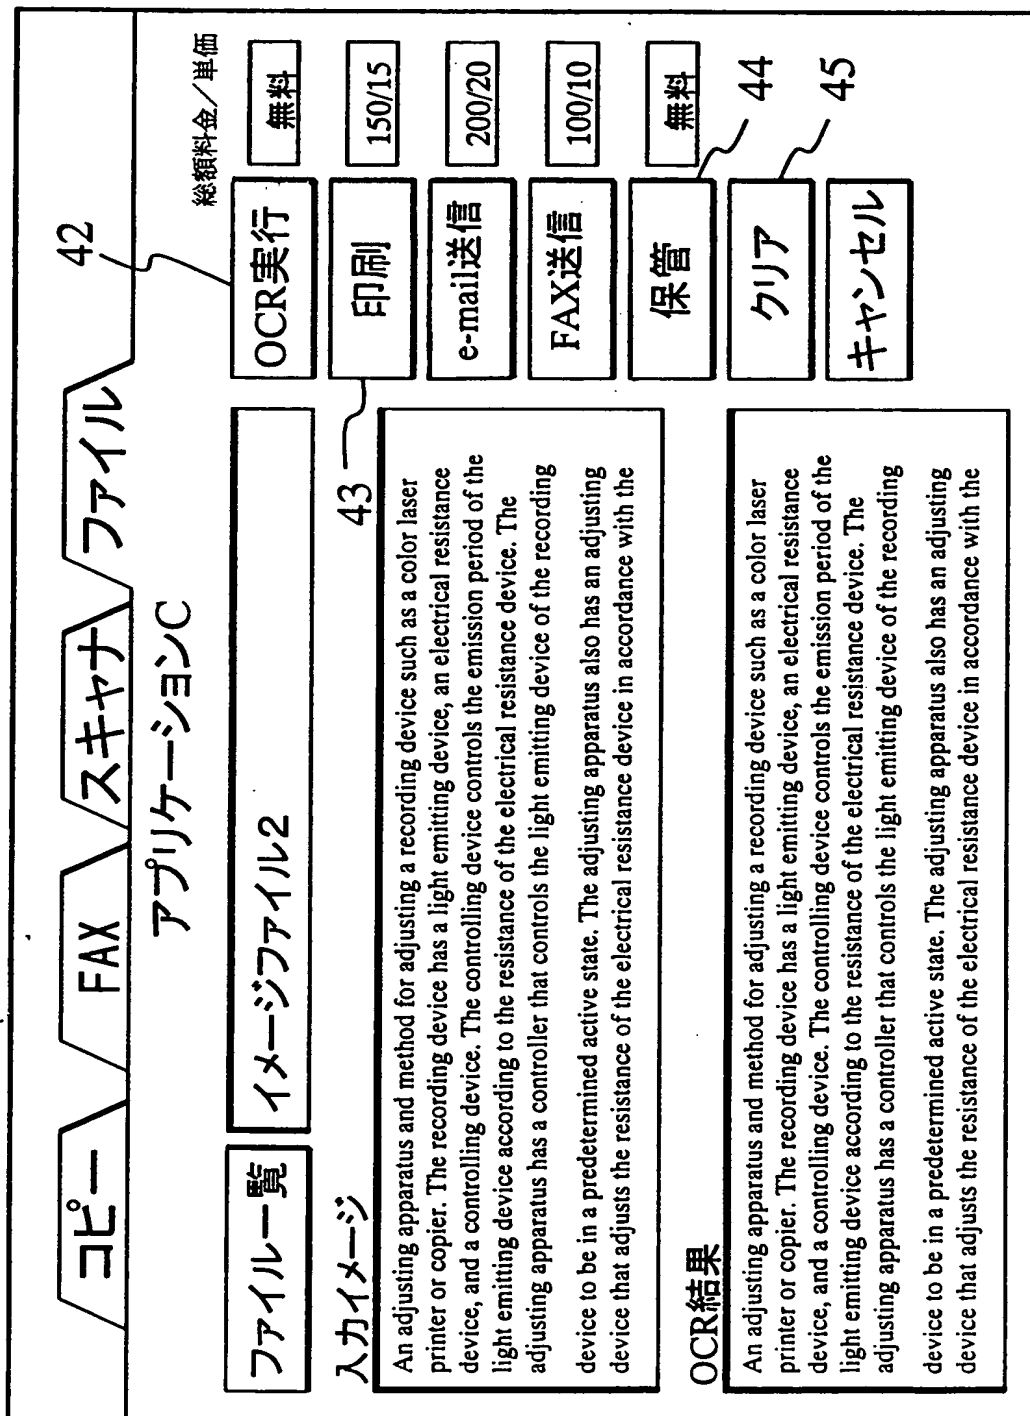 コピー
FAX
スキャナ
ファイル
アプリケーションC
総額料金／単価
ファイル一覧
イメージファイル2
42
OCR実行
無料
入力イメージ
43
印刷
150/15
An adjusting apparatus and method for adjusting a recording device such as a color laser
printer or copier. The recording device has a light emitting device, an electrical resistance
device, and a controlling device. The controlling device controls the emission period of the
light emitting device according to the resistance of the electrical resistance device. The
adjusting apparatus has a controller that controls the light emitting device of the recording
device to be in a predetermined active state. The adjusting apparatus also has an adjusting
device that adjusts the resistance of the electrical resistance device in accordance with the
e-mail送信
200/20
FAX送信
100/10
保管
無料
44
OCR結果
An adjusting apparatus and method for adjusting a recording device such as a color laser
printer or copier. The recording device has a light emitting device, an electrical resistance
device, and a controlling device. The controlling device controls the emission period of the
light emitting device according to the resistance of the electrical resistance device. The
adjusting apparatus has a controller that controls the light emitting device of the recording
device to be in a predetermined active state. The adjusting apparatus also has an adjusting
device that adjusts the resistance of the electrical resistance device in accordance with the
クリア
45
キャンセル